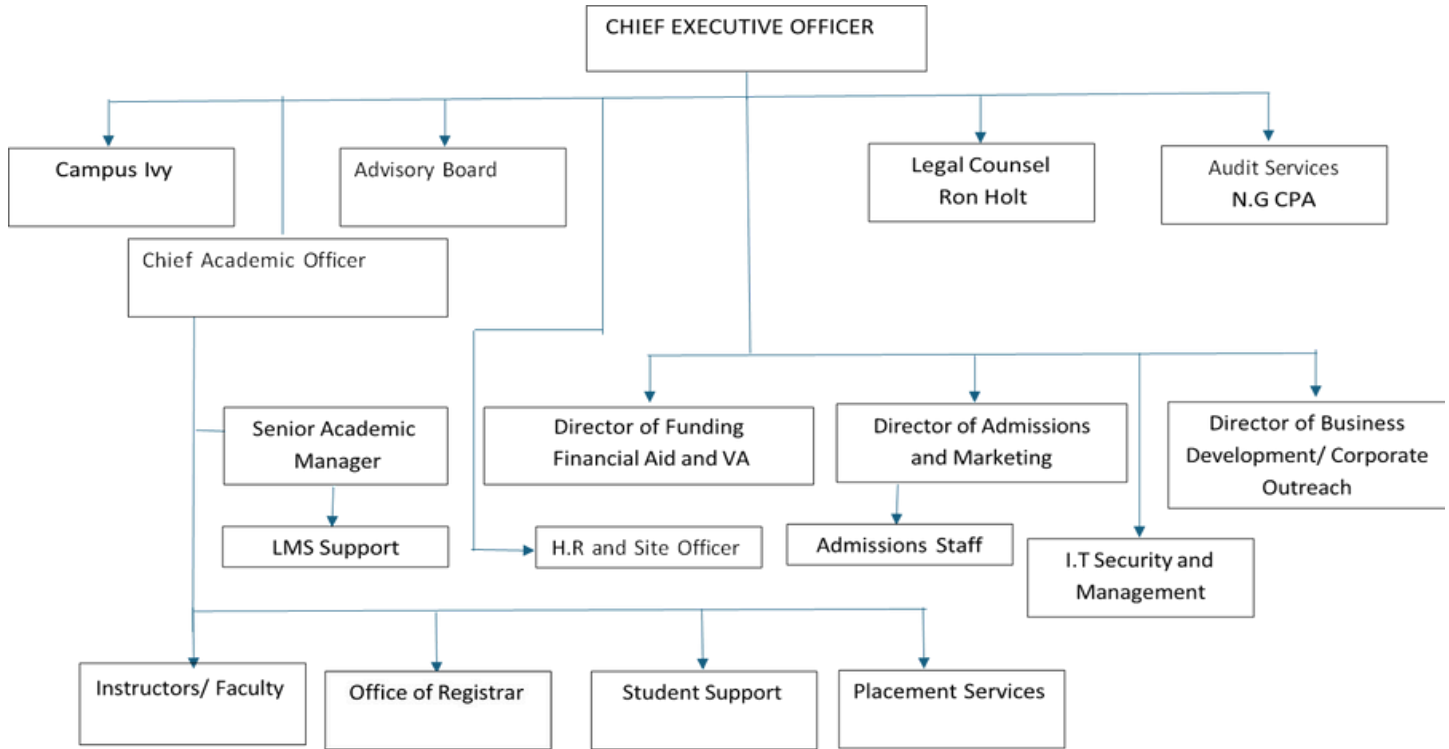 CHIEF EXECUTIVE OFFICER
Campus Ivy
Advisory Board
Legal Counsel
Ron Holt
Audit Services
N.G CPA
Chief Academic Officer
Senior Academic
Manager
Director of Funding
Financial Aid and VA
Director of Admissions
and Marketing
Director of Business
Development/ Corporate
Outreach
LMS Support
H.R and Site Officer
Admissions Staff
I.T Security and
Management
Instructors/ Faculty
Office of Registrar
Student Support
Placement Services